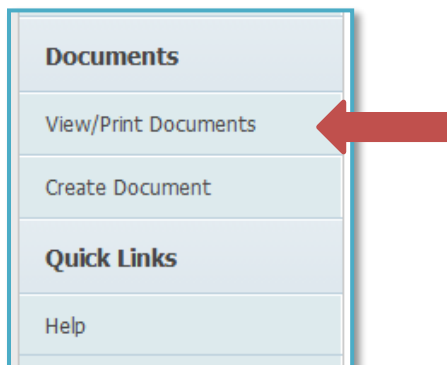 Documents
View/Print Documents
Create Document
Quick Links
Help